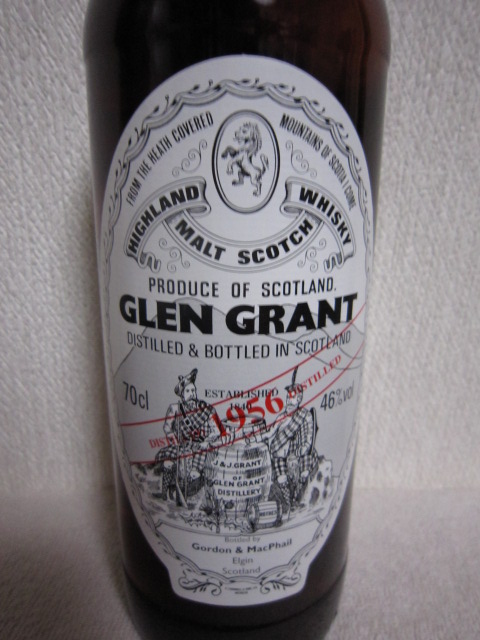 FROM THE HEATH COVERED MOUNTAINS OF SCOTIA I COME
HIGHLAND MALT SCOTCH WHISKY
PRODUCE OF SCOTLAND.
GLEN GRANT
DISTILLED & BOTTLED IN SCOTLAND
70cl
ESTABLISHED
46%vol
1956
DISTILLED
J & J. GRANT
OF
GLEN GRANT
DISTILLERY
Bottled by
Gordon & MacPhail
Elgin
Scotland